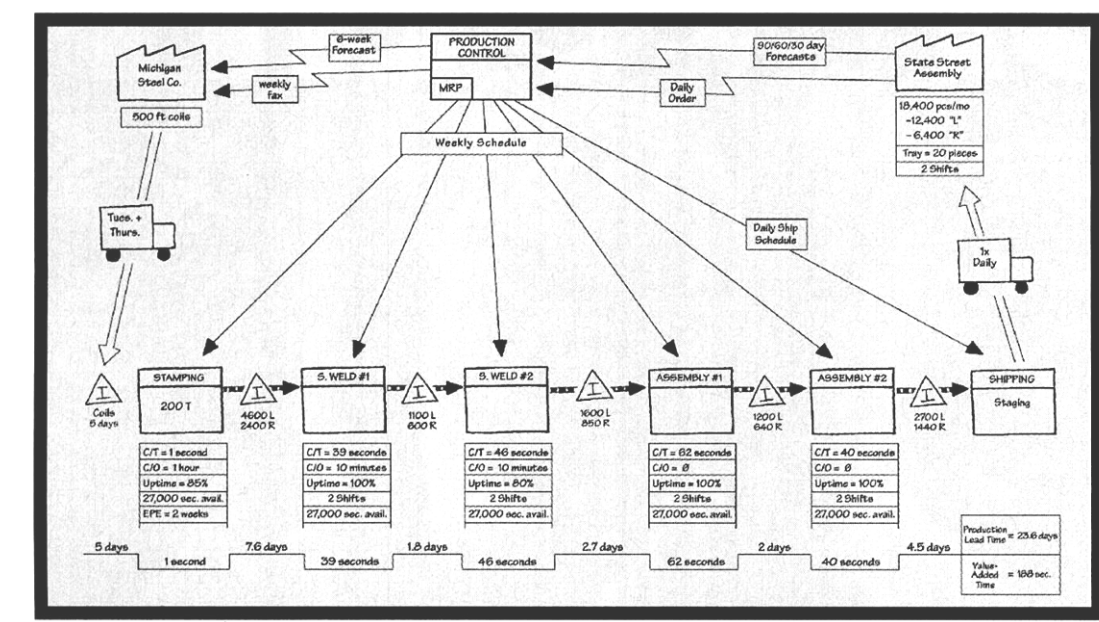 6-week
Forecast
PRODUCTION
CONTROL
MRP
90/60/30 day
Forecasts
Michigan
Steel Co.
State Street
Assembly
weekly
fax
Daily
Order
500 ft coils
18,400 pcs/mo
-12,400 "L"
- 6,400 "R"
Tray = 20 pieces
2 Shifts
Weekly Schedule
Tues. +
Thurs.
Daily Ship
Schedule
1x
Daily
I
Coils
5 days
STAMPING
200 T
I
4600 L
2400 R
S. WELD #1
I
1100 L
600 R
S. WELD #2
I
1600 L
850 R
ASSEMBLY #1
I
1200 L
640 R
ASSEMBLY #2
I
2700 L
1440 R
SHIPPING
Staging
C/T = 1 second
C/O = 1 hour
Uptime = 85%
27,000 sec. avail.
EPE = 2 weeks
C/T = 39 seconds
C/O = 10 minutes
Uptime = 100%
2 Shifts
27,000 sec. avail.
C/T = 46 seconds
C/O = 10 minutes
Uptime = 80%
2 Shifts
27,000 sec. avail.
C/T = 62 seconds
C/O = 0
Uptime = 100%
2 Shifts
27,000 sec. avail.
C/T = 40 seconds
C/O = 0
Uptime = 100%
2 Shifts
27,000 sec. avail.
5 days
1 second
7.6 days
39 seconds
1.8 days
46 seconds
2.7 days
62 seconds
2 days
40 seconds
4.5 days
Production
Lead Time = 23.6 days
Value-
Added = 188 sec.
Time